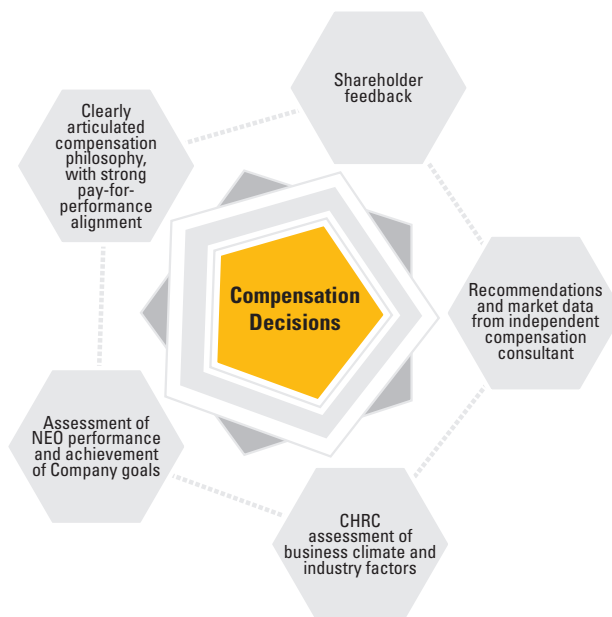 Shareholder
feedback
Clearly
articulated
compensation
philosophy,
with strong
pay-for-
performance
alignment
Compensation
Decisions
Recommendations
and market data
from independent
compensation
consultant
Assessment of
NEO performance
and achievement
of Company goals
CHRC
assessment of
business climate and
industry factors